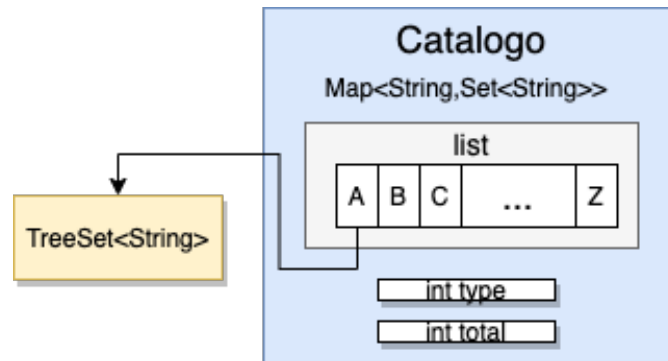 Catalogo
Map<String,Set<String>>
list
A B C ... Z
TreeSet<String>
int type
int total